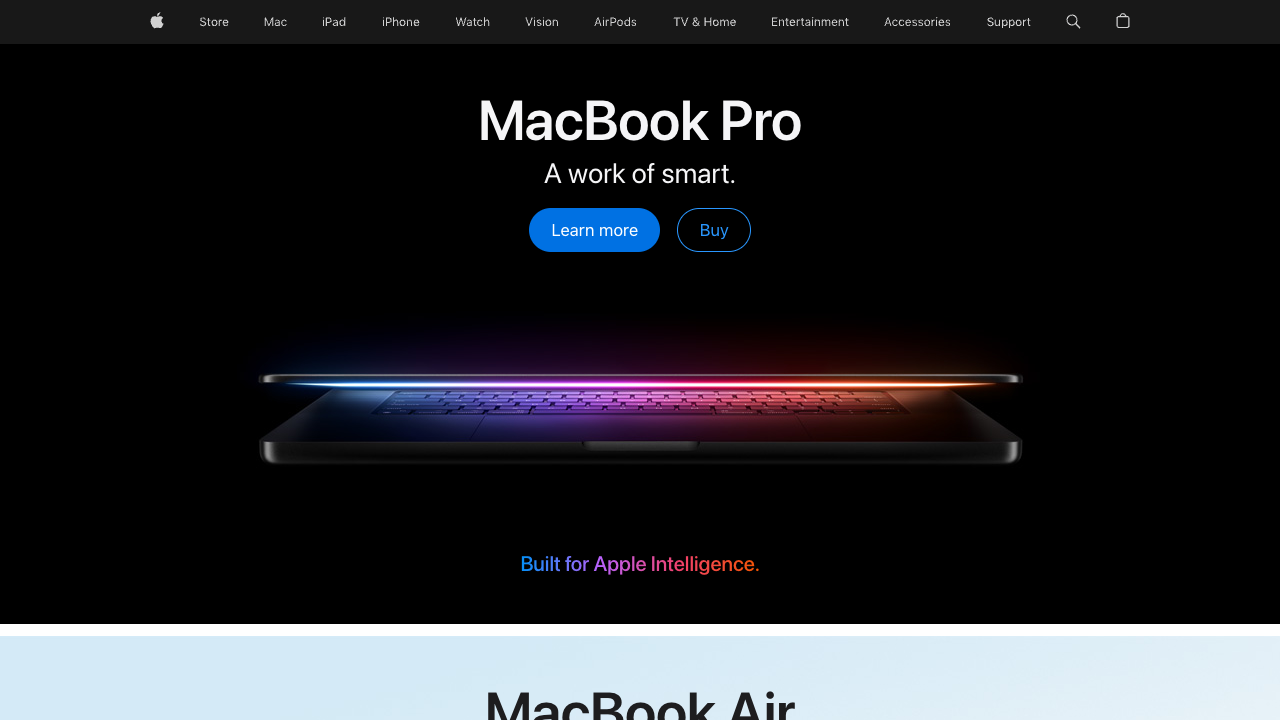 Store Mac iPad iPhone Watch Vision AirPods TV & Home Entertainment Accessories Support
MacBook Pro
A work of smart.
Learn more Buy
Built for Apple Intelligence.
MacBook Air